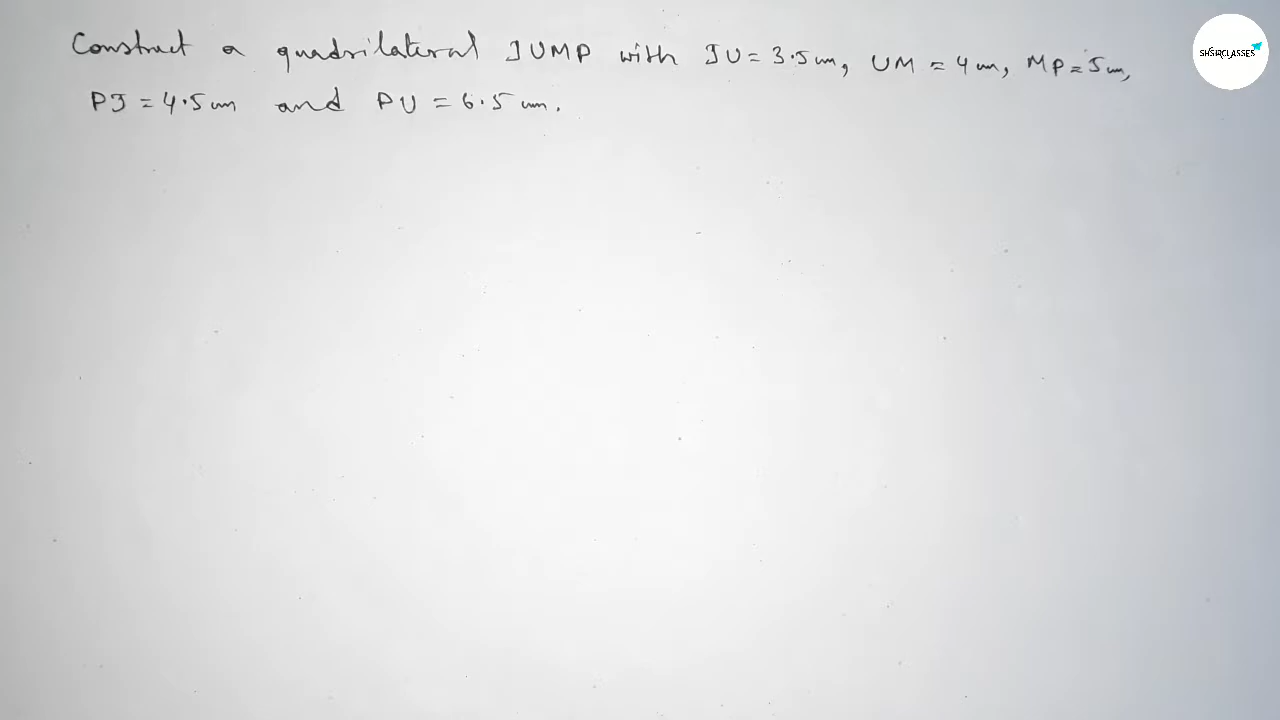 Construct a quadrilateral JUMP with JU = 3.5 cm, UM = 4 cm, MP = 5 cm,
PJ = 4.5 cm and PU = 6.5 cm.
SHSIRCLASSES